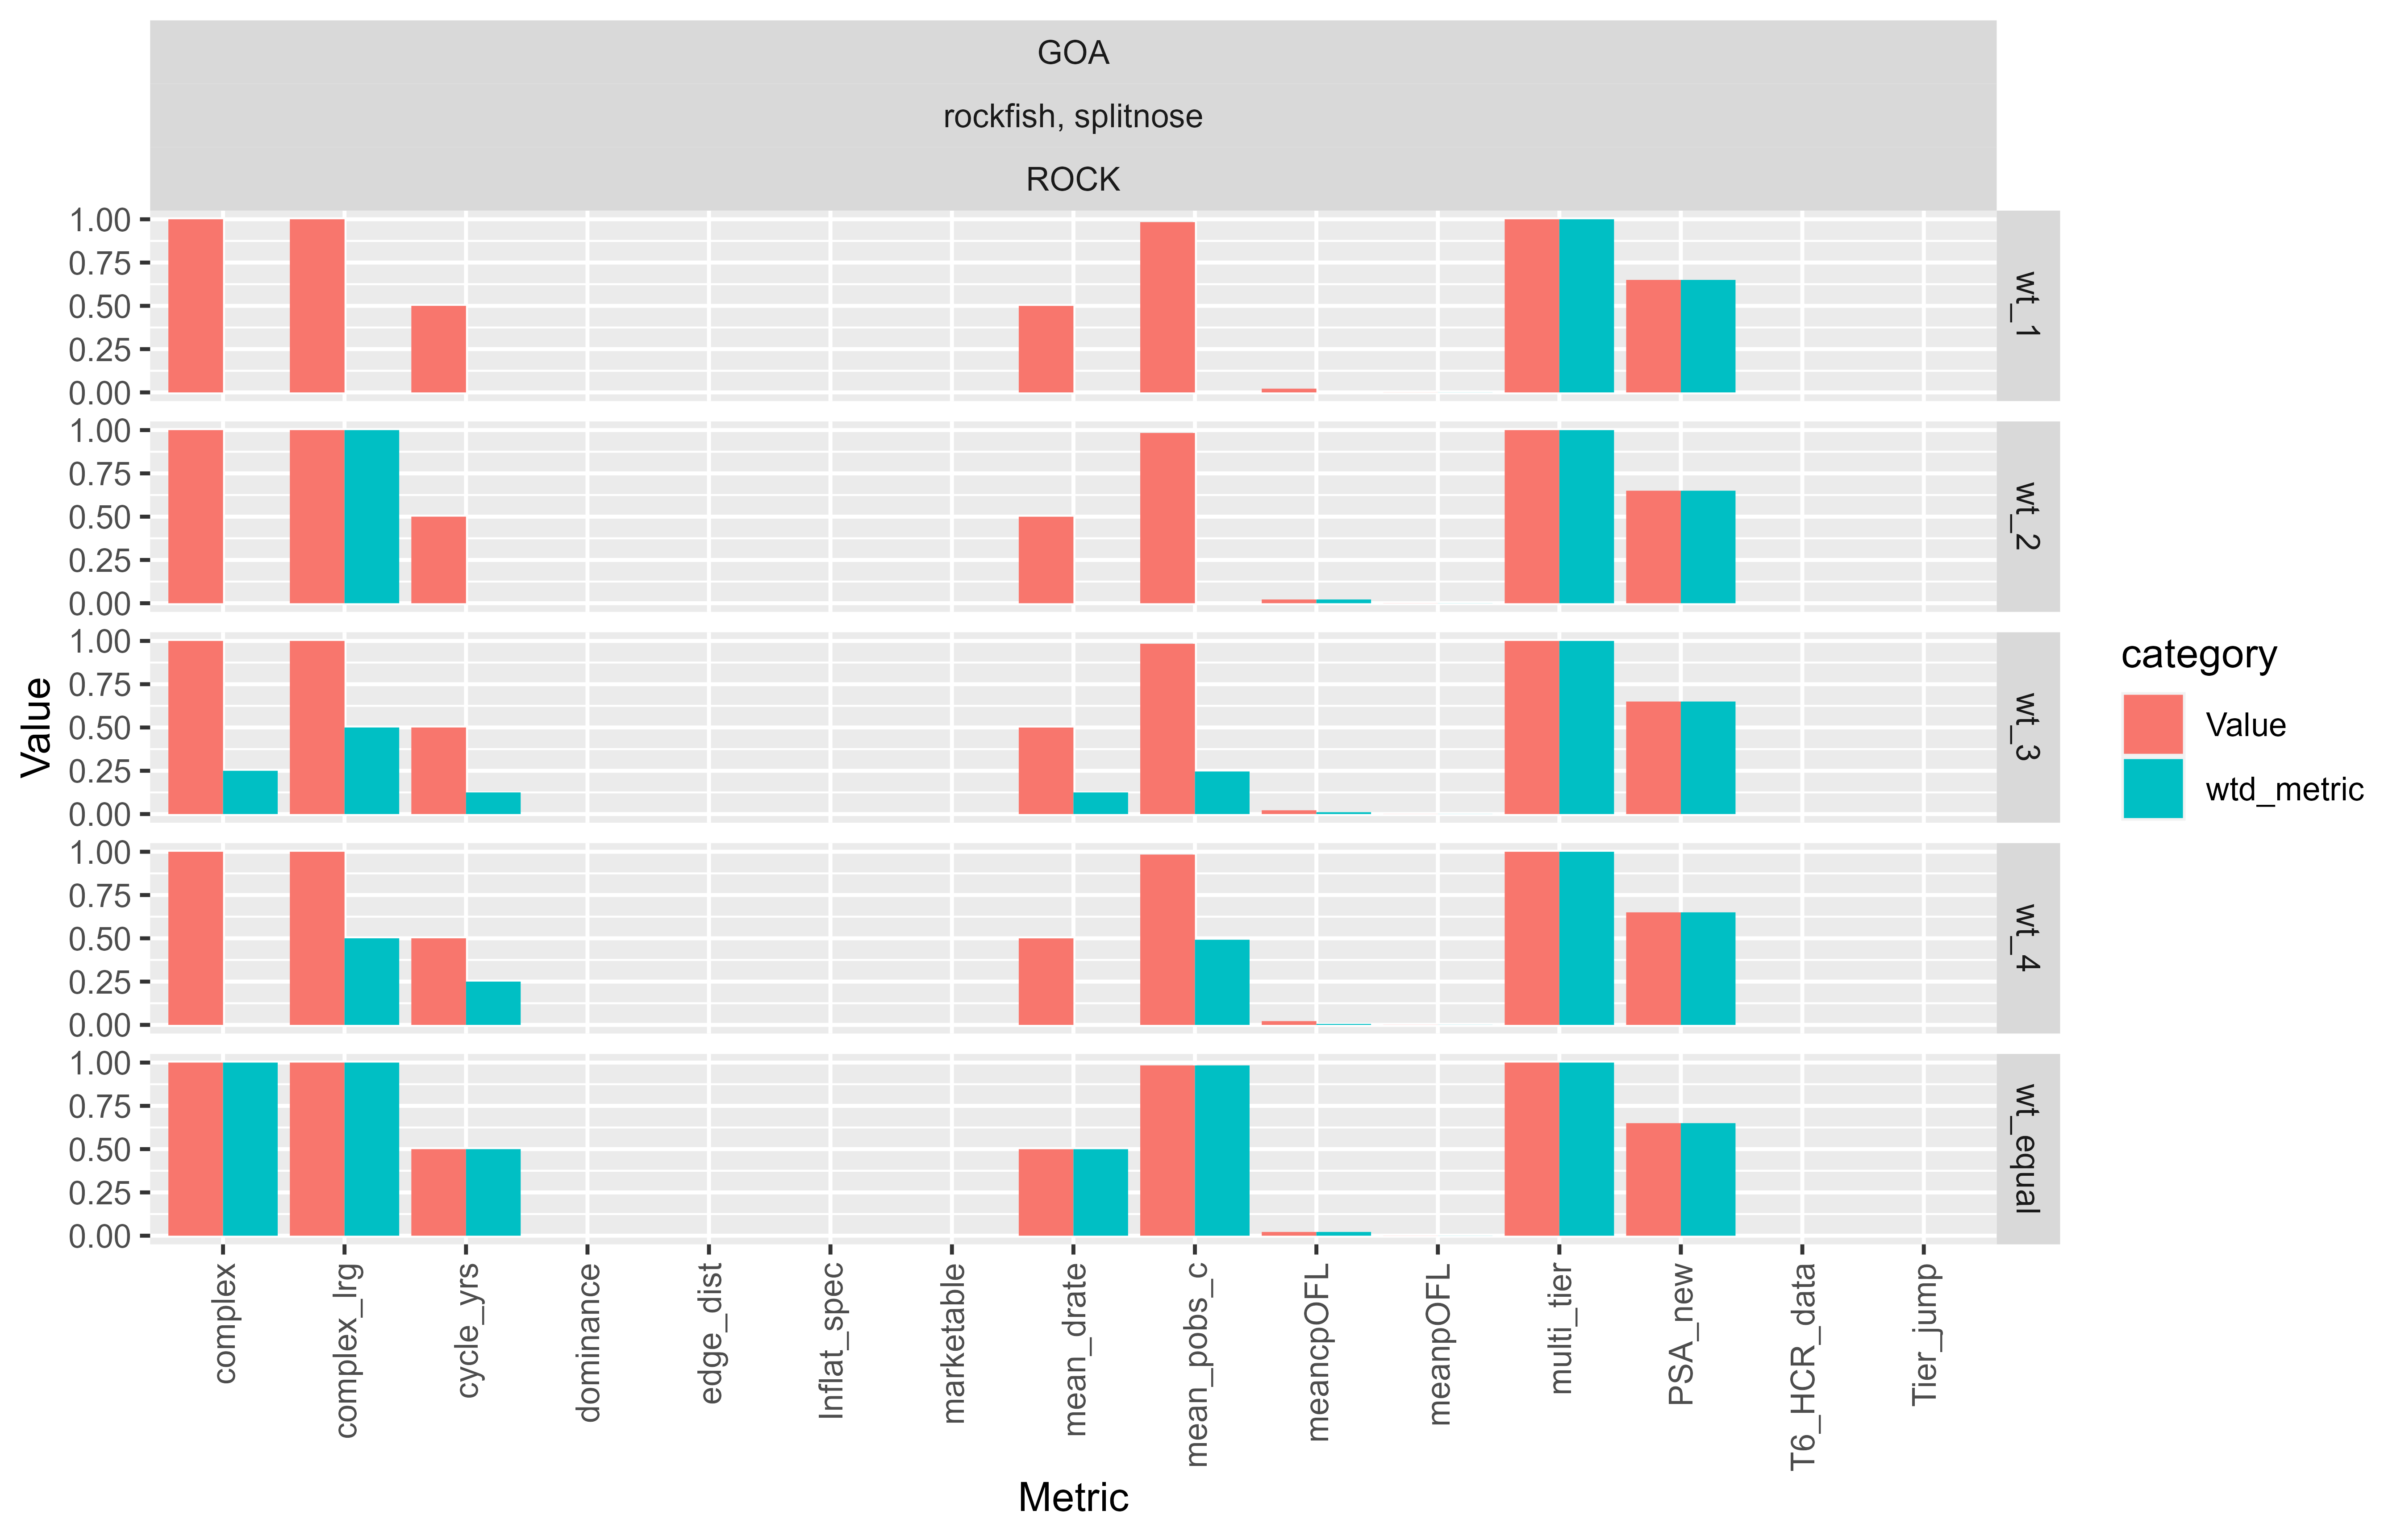 GOA
rockfish, splitnose
ROCK
1.00
0.75
0.50
0.25
0.00
wt_1
1.00
0.75
0.50
0.25
0.00
wt_2
1.00
0.75
0.50
0.25
0.00
wt_3
1.00
0.75
0.50
0.25
0.00
wt_4
1.00
0.75
0.50
0.25
0.00
wt_equal
Value
complex
complex_lrg
cycle_yrs
dominance
edge_dist
Inflat_spec
marketable
mean_drate
mean_pobs_c
meancpOFL
meanpOFL
multi_tier
PSA_new
T6_HCR_data
Tier_jump
Metric
category
Value
wtd_metric